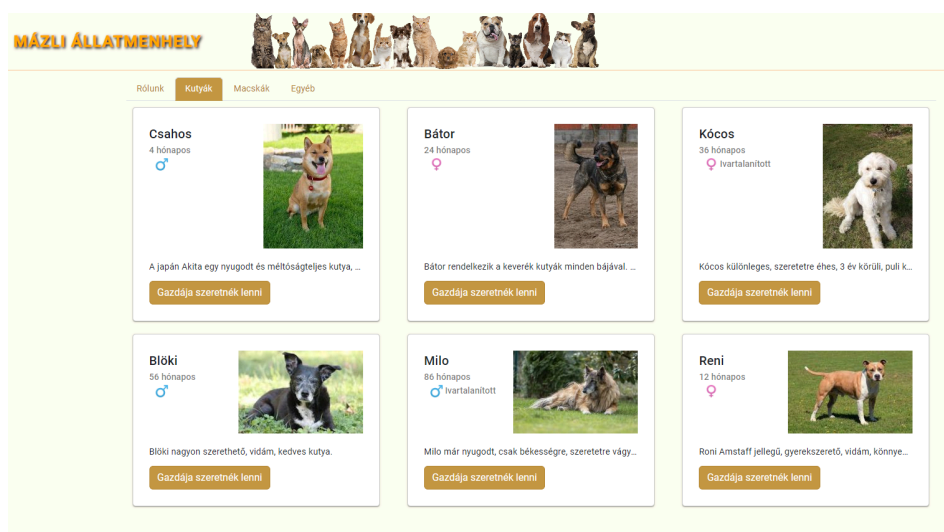 MÁZLI ÁLLATMENHELY
Rólunk Kutyák Macskák Egyéb
Csahos
4 hónapos
A japán Akita egy nyugodt és méltóságteljes kutya, ...
Gazdája szeretnék lenni
Bátor
24 hónapos
Bátor rendelkezik a keverék kutyák minden bájával. ...
Gazdája szeretnék lenni
Kócos
36 hónapos
Ivartalanított
Kócos különleges, szeretetre éhes, 3 év körüli, puli k...
Gazdája szeretnék lenni
Blöki
56 hónapos
Blöki nagyon szerethető, vidám, kedves kutya.
Gazdája szeretnék lenni
Milo
86 hónapos
Ivartalanított
Milo már nyugodt, csak békességre, szeretetre vágy...
Gazdája szeretnék lenni
Reni
12 hónapos
Roni Amstaff jellegű, gyerekszerető, vidám, könnye...
Gazdája szeretnék lenni